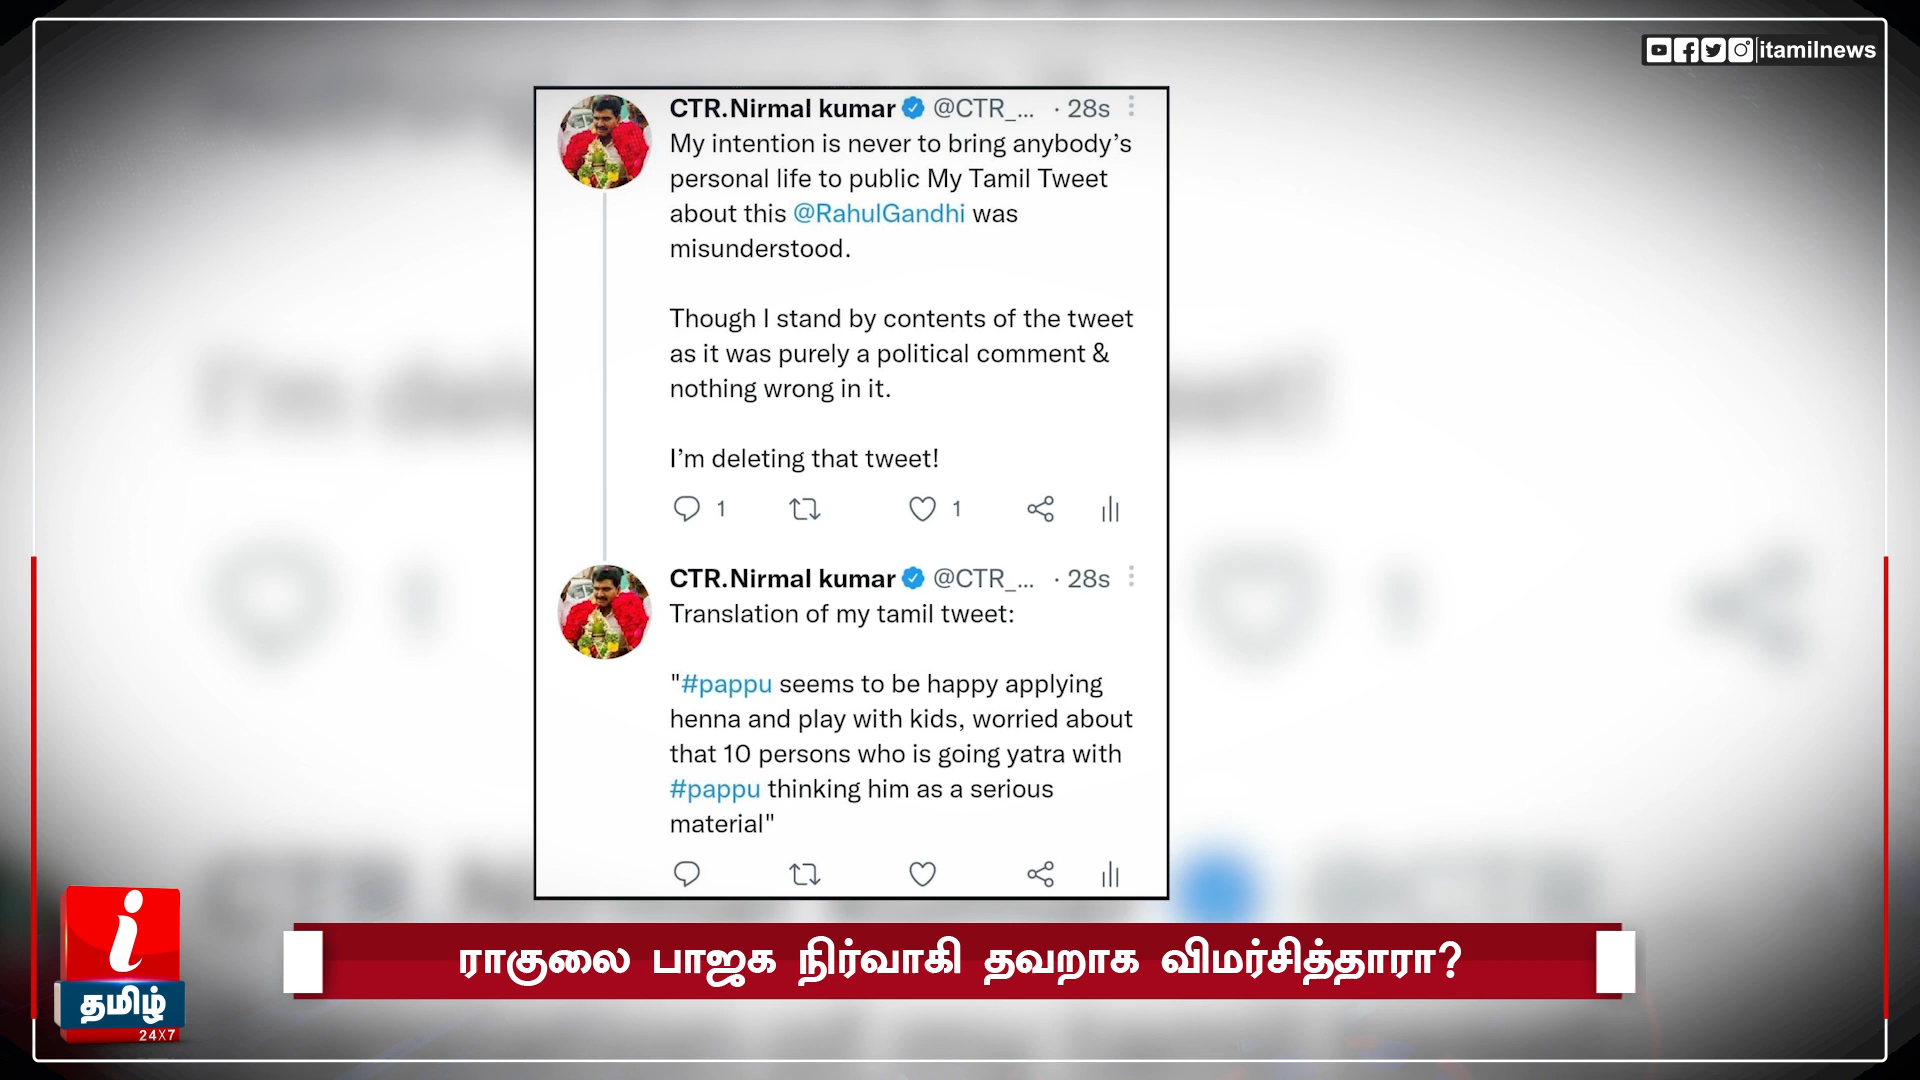 itamilnews
CTR.Nirmal kumar @CTR_... · 28s
My intention is never to bring anybody’s
personal life to public My Tamil Tweet
about this @RahulGandhi was
misunderstood.
Though I stand by contents of the tweet
as it was purely a political comment &
nothing wrong in it.
I’m deleting that tweet!
1 1
CTR.Nirmal kumar @CTR_... · 28s
Translation of my tamil tweet:
"#pappu seems to be happy applying
henna and play with kids, worried about
that 10 persons who is going yatra with
#pappu thinking him as a serious
material"
ராகுலை பாஜக நிர்வாகி தவறாக விமர்சித்தாரா?
i
தமிழ்
24X7